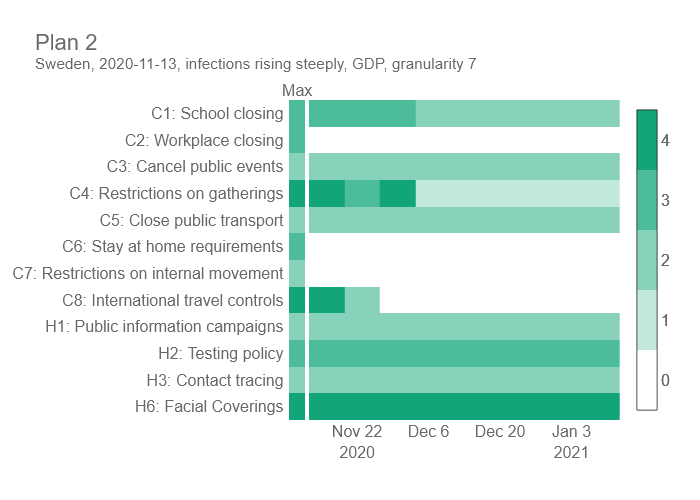 Plan 2
Sweden, 2020-11-13, infections rising steeply, GDP, granularity 7
Max
C1: School closing
C2: Workplace closing
C3: Cancel public events
C4: Restrictions on gatherings
C5: Close public transport
C6: Stay at home requirements
C7: Restrictions on internal movement
C8: International travel controls
H1: Public information campaigns
H2: Testing policy
H3: Contact tracing
H6: Facial Coverings
4
3
2
1
0
Nov 22 Dec 6 Dec 20 Jan 3
2020 2021